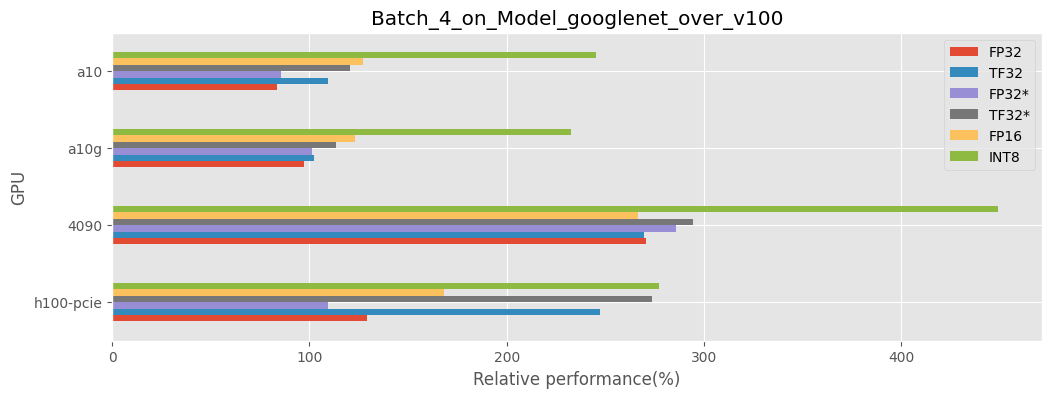 Batch_4_on_Model_googlenet_over_v100
FP32
TF32
FP32*
TF32*
FP16
INT8
a10
a10g
4090
h100-pcie
GPU
0 100 200 300 400
Relative performance(%)